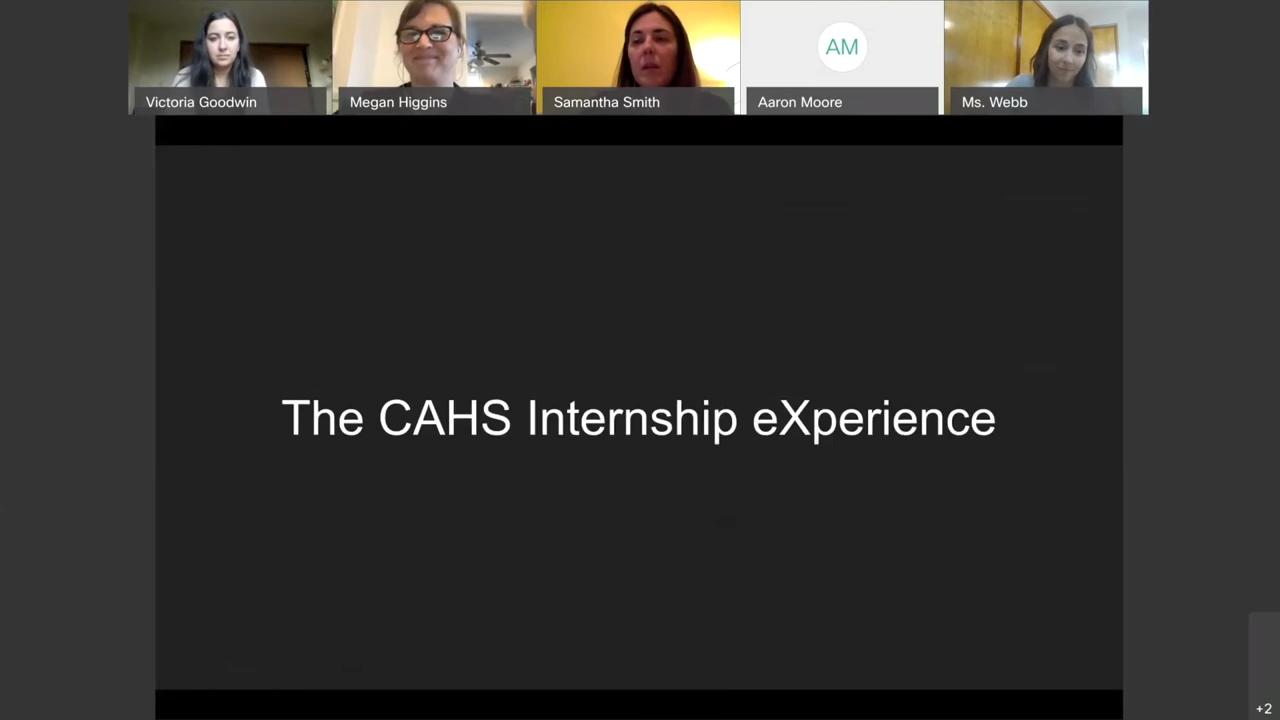 Victoria Goodwin
Megan Higgins
Samantha Smith
AM
Aaron Moore
Ms. Webb
The CAHS Internship eXperience
+2